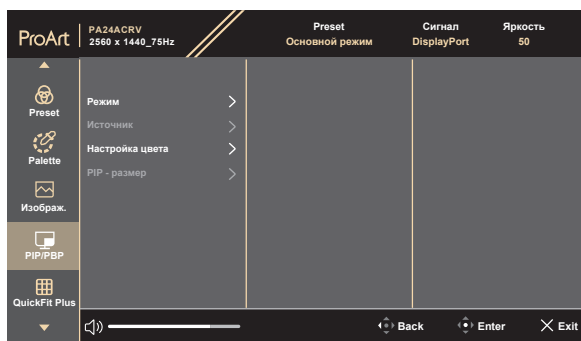 ProArt
PA24ACRV
2560 x 1440_75Hz
Preset
Основной режим
Сигнал
DisplayPort
Яркость
50
Preset
Palette
Изображ.
PIP/PBP
QuickFit Plus
Режим
Источник
Настройка цвета
PIP - размер
Back
Enter
Exit